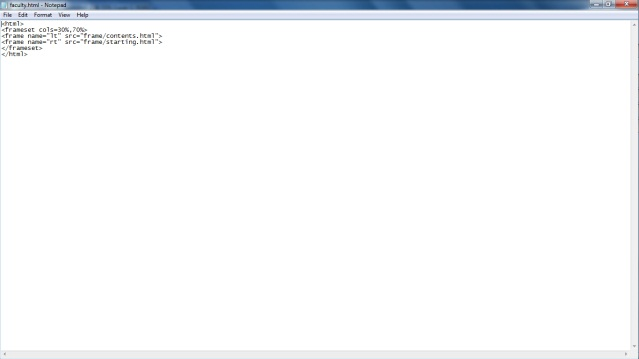 faculty.html - Notepad
File Edit Format View Help
<html>
<frameset cols=30%,70%>
<frame name="lt" src="frame/contents.html">
<frame name="rt" src="frame/starting.html">
</frameset>
</html>